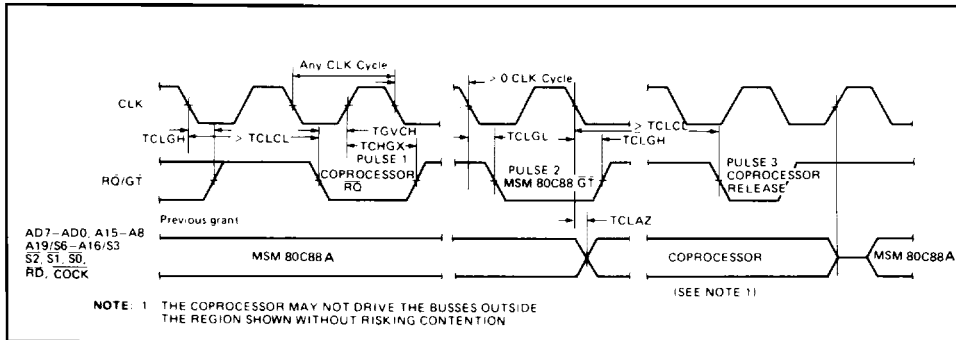 Any CLK Cycle
> 0 CLK Cycle
CLK
TCLGH
> TCLCL
TGVCH
TCHGX
TCLGL
≥ TCLCL
TCLGH
PULSE 1
COPROCESSOR
RQ
PULSE 2
MSM 80C88 GT
PULSE 3
COPROCESSOR
RELEASE
RQ/GT
Previous grant
TCLAZ
AD7-AD0, A15-A8
A19/S6-A16/S3
S2, S1, S0,
RD, COCK
MSM 80C88A
COPROCESSOR
MSM 80C88A
(SEE NOTE 1)
NOTE: 1 THE COPROCESSOR MAY NOT DRIVE THE BUSSES OUTSIDE
THE REGION SHOWN WITHOUT RISKING CONTENTION